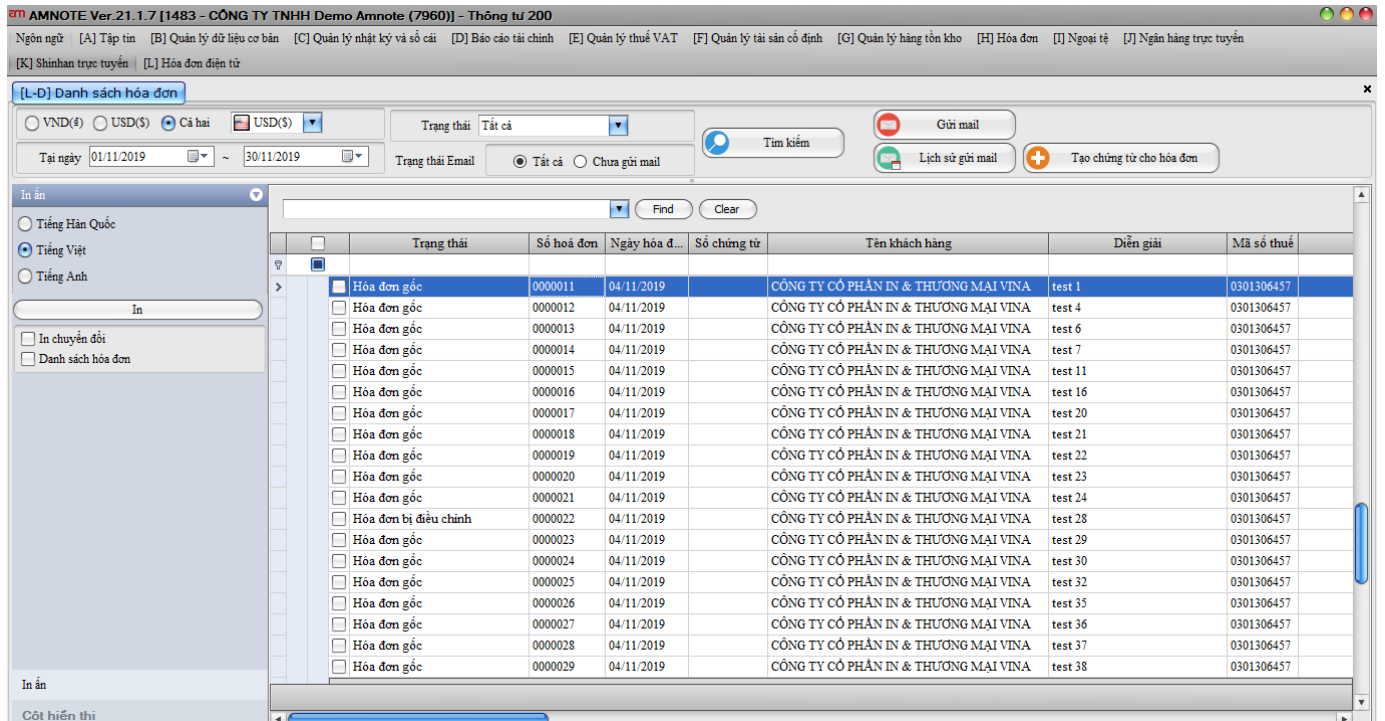 am AMNOTE Ver.21.1.7 [1483 - CÔNG TY TNHH Demo Amnote (7960)] - Thông tư 200
Ngôn ngữ [A] Tập tin [B] Quản lý dữ liệu cơ bản [C] Quản lý nhật ký và sổ cái [D] Báo cáo tài chính [E] Quản lý thuế VAT [F] Quản lý tài sản cố định [G] Quản lý hàng tồn kho [H] Hóa đơn [I] Ngoại tệ [J] Ngân hàng trực tuyến
[K] Shinhan trực tuyến [L] Hóa đơn điện tử
[L-D] Danh sách hóa đơn
VND(₫) USD($) Cả hai USD($) Trạng thái Tất cả Tìm kiếm Gửi mail
Tại ngày 01/11/2019 ~ 30/11/2019 Trạng thái Email Tất cả Chưa gửi mail Lịch sử gửi mail Tạo chứng từ cho hóa đơn
In ấn
Tiếng Hàn Quốc
Tiếng Việt
Tiếng Anh
In
In chuyển đổi
Danh sách hóa đơn
Find Clear
Trạng thái Số hoá đơn Ngày hóa đ... Số chứng từ Tên khách hàng Diễn giải Mã số thuế
Hóa đơn gốc 0000011 04/11/2019 CÔNG TY CỔ PHẦN IN & THƯƠNG MẠI VINA test 1 0301306457
Hóa đơn gốc 0000012 04/11/2019 CÔNG TY CỔ PHẦN IN & THƯƠNG MẠI VINA test 4 0301306457
Hóa đơn gốc 0000013 04/11/2019 CÔNG TY CỔ PHẦN IN & THƯƠNG MẠI VINA test 6 0301306457
Hóa đơn gốc 0000014 04/11/2019 CÔNG TY CỔ PHẦN IN & THƯƠNG MẠI VINA test 7 0301306457
Hóa đơn gốc 0000015 04/11/2019 CÔNG TY CỔ PHẦN IN & THƯƠNG MẠI VINA test 11 0301306457
Hóa đơn gốc 0000016 04/11/2019 CÔNG TY CỔ PHẦN IN & THƯƠNG MẠI VINA test 16 0301306457
Hóa đơn gốc 0000017 04/11/2019 CÔNG TY CỔ PHẦN IN & THƯƠNG MẠI VINA test 20 0301306457
Hóa đơn gốc 0000018 04/11/2019 CÔNG TY CỔ PHẦN IN & THƯƠNG MẠI VINA test 21 0301306457
Hóa đơn gốc 0000019 04/11/2019 CÔNG TY CỔ PHẦN IN & THƯƠNG MẠI VINA test 22 0301306457
Hóa đơn gốc 0000020 04/11/2019 CÔNG TY CỔ PHẦN IN & THƯƠNG MẠI VINA test 23 0301306457
Hóa đơn gốc 0000021 04/11/2019 CÔNG TY CỔ PHẦN IN & THƯƠNG MẠI VINA test 24 0301306457
Hóa đơn bị điều chỉnh 0000022 04/11/2019 CÔNG TY CỔ PHẦN IN & THƯƠNG MẠI VINA test 28 0301306457
Hóa đơn gốc 0000023 04/11/2019 CÔNG TY CỔ PHẦN IN & THƯƠNG MẠI VINA test 29 0301306457
Hóa đơn gốc 0000024 04/11/2019 CÔNG TY CỔ PHẦN IN & THƯƠNG MẠI VINA test 30 0301306457
Hóa đơn gốc 0000025 04/11/2019 CÔNG TY CỔ PHẦN IN & THƯƠNG MẠI VINA test 32 0301306457
Hóa đơn gốc 0000026 04/11/2019 CÔNG TY CỔ PHẦN IN & THƯƠNG MẠI VINA test 35 0301306457
Hóa đơn gốc 0000027 04/11/2019 CÔNG TY CỔ PHẦN IN & THƯƠNG MẠI VINA test 36 0301306457
Hóa đơn gốc 0000028 04/11/2019 CÔNG TY CỔ PHẦN IN & THƯƠNG MẠI VINA test 37 0301306457
Hóa đơn gốc 0000029 04/11/2019 CÔNG TY CỔ PHẦN IN & THƯƠNG MẠI VINA test 38 0301306457
In ấn
Cột hiển thị